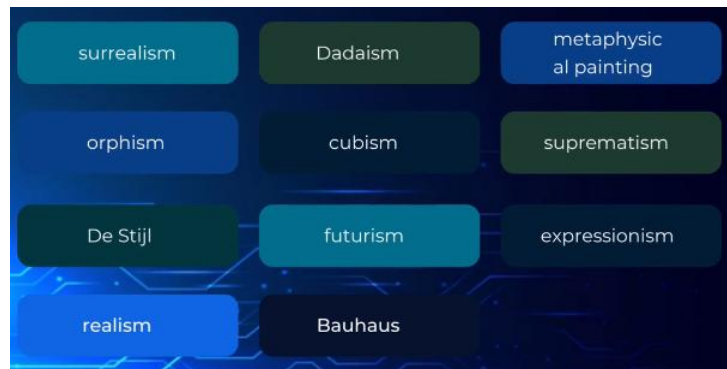 surrealism
Dadaism
metaphysic
al painting
orphism
cubism
suprematism
De Stijl
futurism
expressionism
realism
Bauhaus